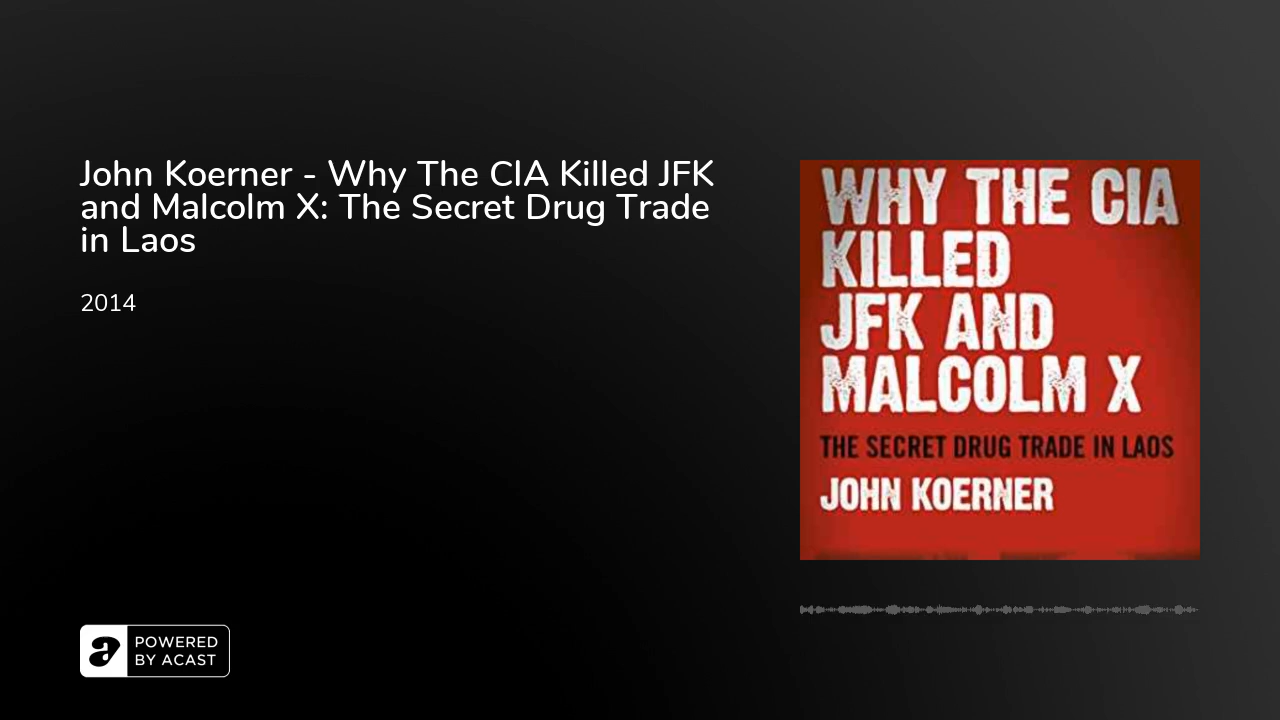 John Koerner - Why The CIA Killed JFK
and Malcolm X: The Secret Drug Trade
in Laos
2014
WHY THE CIA
KILLED
JFK AND
MALCOLM X
THE SECRET DRUG TRADE IN LAOS
JOHN KOERNER
a
POWERED
BY ACAST